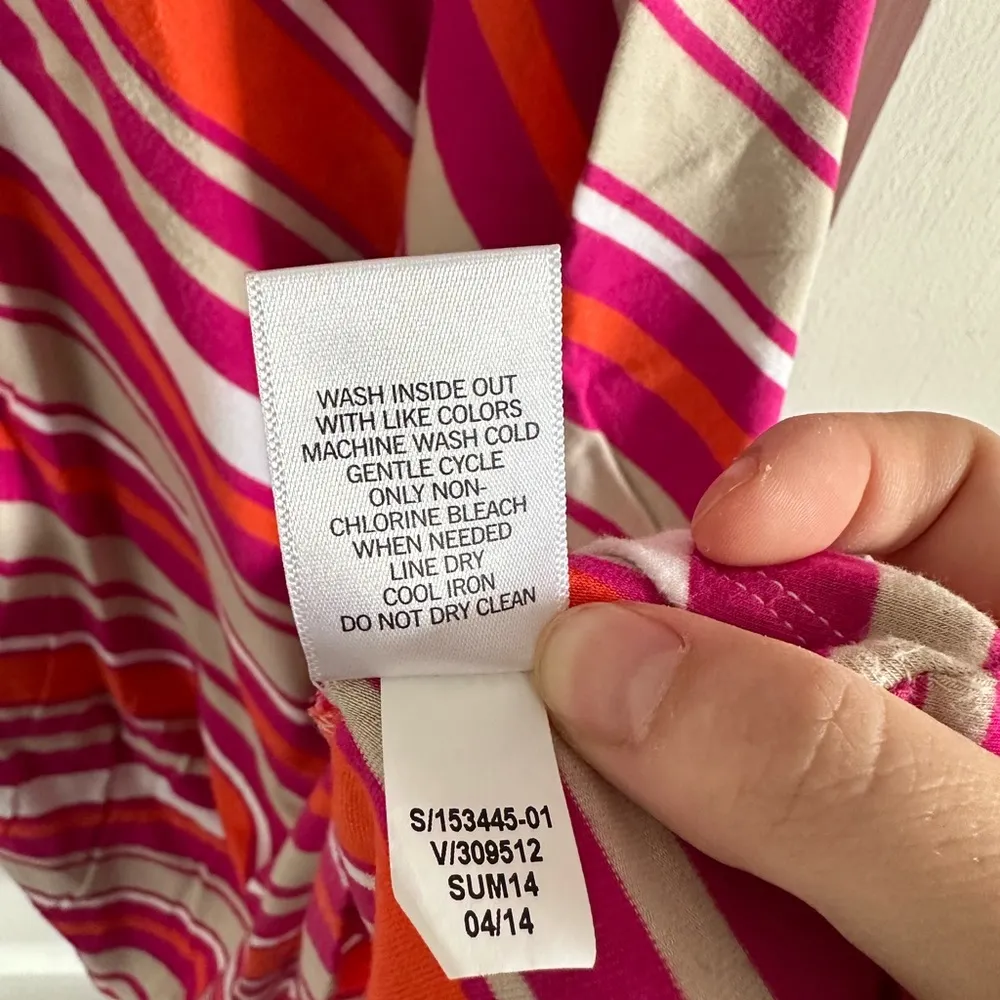 WASH INSIDE OUT
WITH LIKE COLORS
MACHINE WASH COLD
GENTLE CYCLE
ONLY NON-
CHLORINE BLEACH
WHEN NEEDED
LINE DRY
COOL IRON
DO NOT DRY CLEAN
S/153445-01
V/309512
SUM14
04/14